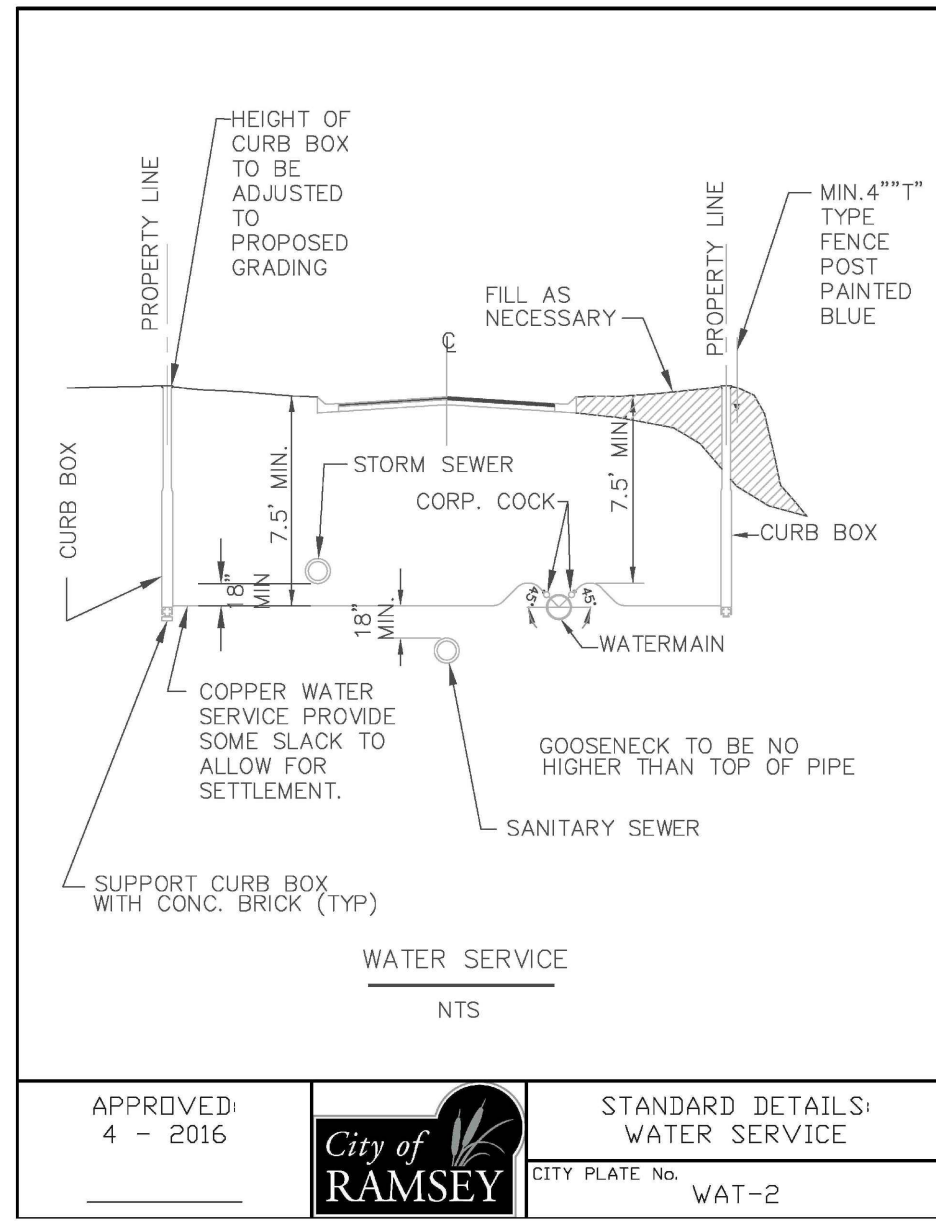 HEIGHT OF
CURB BOX
TO BE
ADJUSTED
TO
PROPOSED
GRADING
PROPERTY LINE
PROPERTY LINE
MIN.4""T"
TYPE
FENCE
POST
PAINTED
BLUE
FILL AS
NECESSARY
℄
CURB BOX
7.5' MIN.
STORM SEWER
CORP. COCK
7.5' MIN.
CURB BOX
18"
MIN
18"
MIN.
45°
45°
WATERMAIN
COPPER WATER
SERVICE PROVIDE
SOME SLACK TO
ALLOW FOR
SETTLEMENT.
GOOSENECK TO BE NO
HIGHER THAN TOP OF PIPE
SANITARY SEWER
SUPPORT CURB BOX
WITH CONC. BRICK (TYP)
WATER SERVICE
NTS
APPROVED:
4 - 2016
City of
RAMSEY
STANDARD DETAILS:
WATER SERVICE
CITY PLATE No.
WAT-2